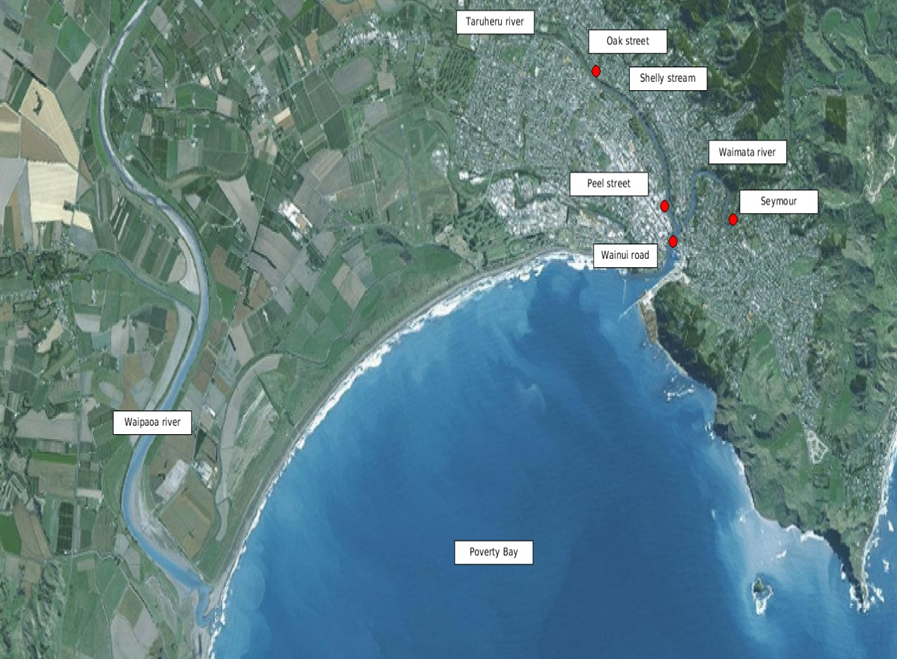 Taruheru river
Oak street
Shelly stream
Waimata river
Peel street
Seymour
Wainui road
Waipaoa river
Poverty Bay